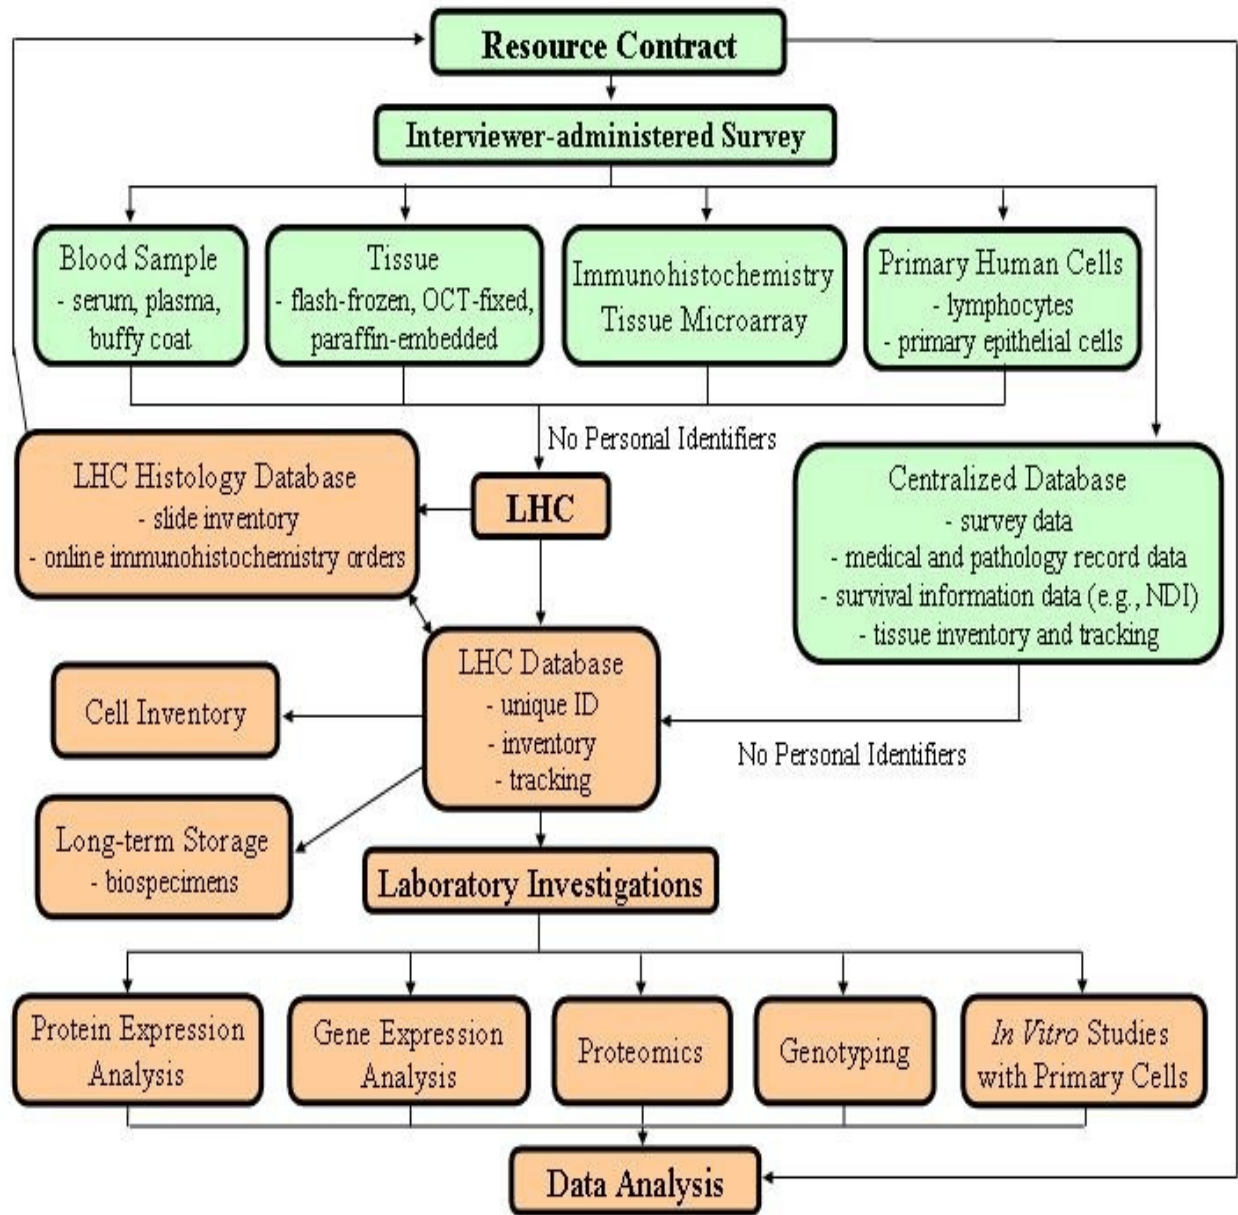 Resource Contract
Interviewer-administered Survey
Blood Sample
- serum, plasma,
buffy coat
Tissue
- flash-frozen, OCT-fixed,
paraffin-embedded
Immunohistochemistry
Tissue Microarray
Primary Human Cells
- lymphocytes
- primary epithelial cells
No Personal Identifiers
LHC Histology Database
- slide inventory
- online immunohistochemistry orders
LHC
Centralized Database
- survey data
- medical and pathology record data
- survival information data (e.g., NDI)
- tissue inventory and tracking
LHC Database
- unique ID
- inventory
- tracking
Cell Inventory
No Personal Identifiers
Long-term Storage
- biospecimens
Laboratory Investigations
Protein Expression
Analysis
Gene Expression
Analysis
Proteomics
Genotyping
In Vitro Studies
with Primary Cells
Data Analysis